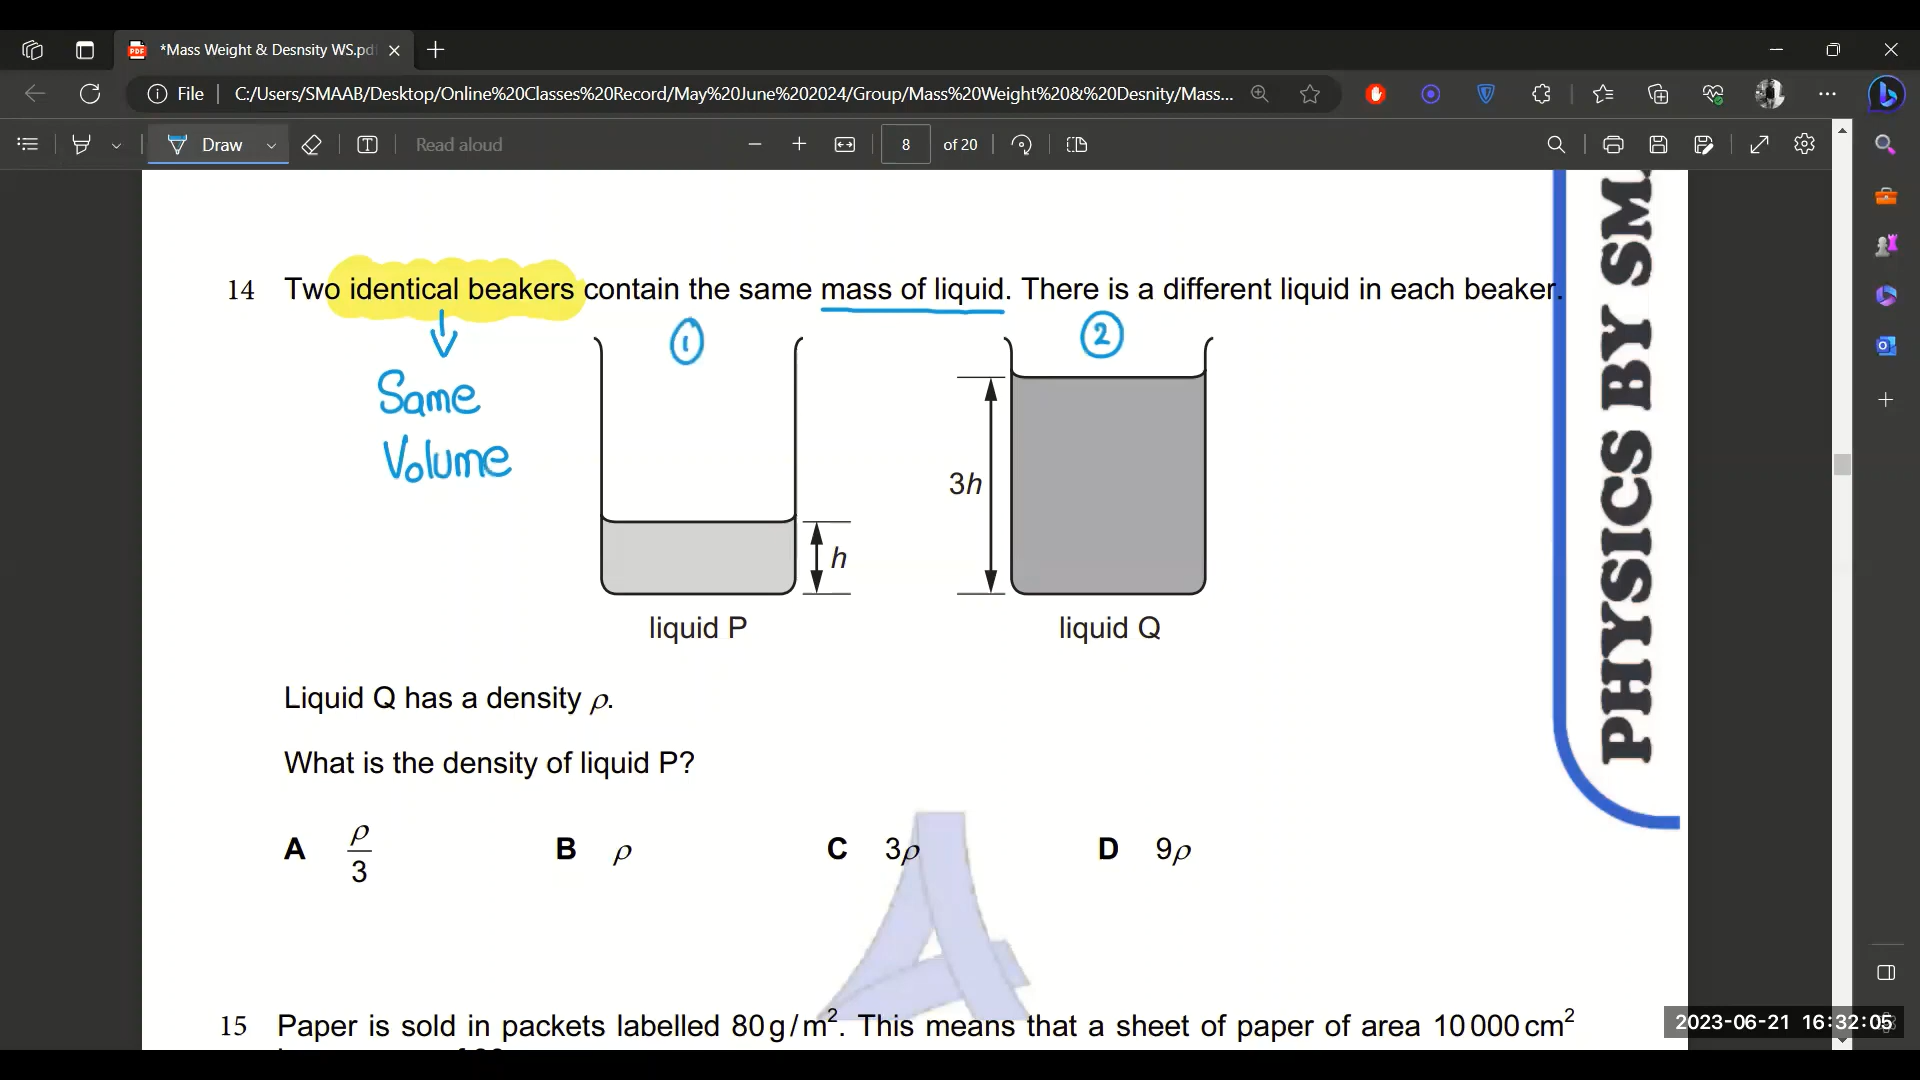 *Mass Weight & Desnsity WS.pd
File
C:/Users/SMAAB/Desktop/Online%20Classes%20Record/May%20June%202024/Group/Mass%20Weight%20&%20Desnity/Mass...
Draw
Read aloud
8 of 20
14 Two identical beakers contain the same mass of liquid. There is a different liquid in each beaker.
1
2
Same
Volume
3h
h
liquid P
liquid Q
Liquid Q has a density ρ.
What is the density of liquid P?
A ρ/3 B ρ C 3ρ D 9ρ
15 Paper is sold in packets labelled 80 g/m². This means that a sheet of paper of area 10 000 cm²
PHYSICS BY SM
2023-06-21 16:32:05